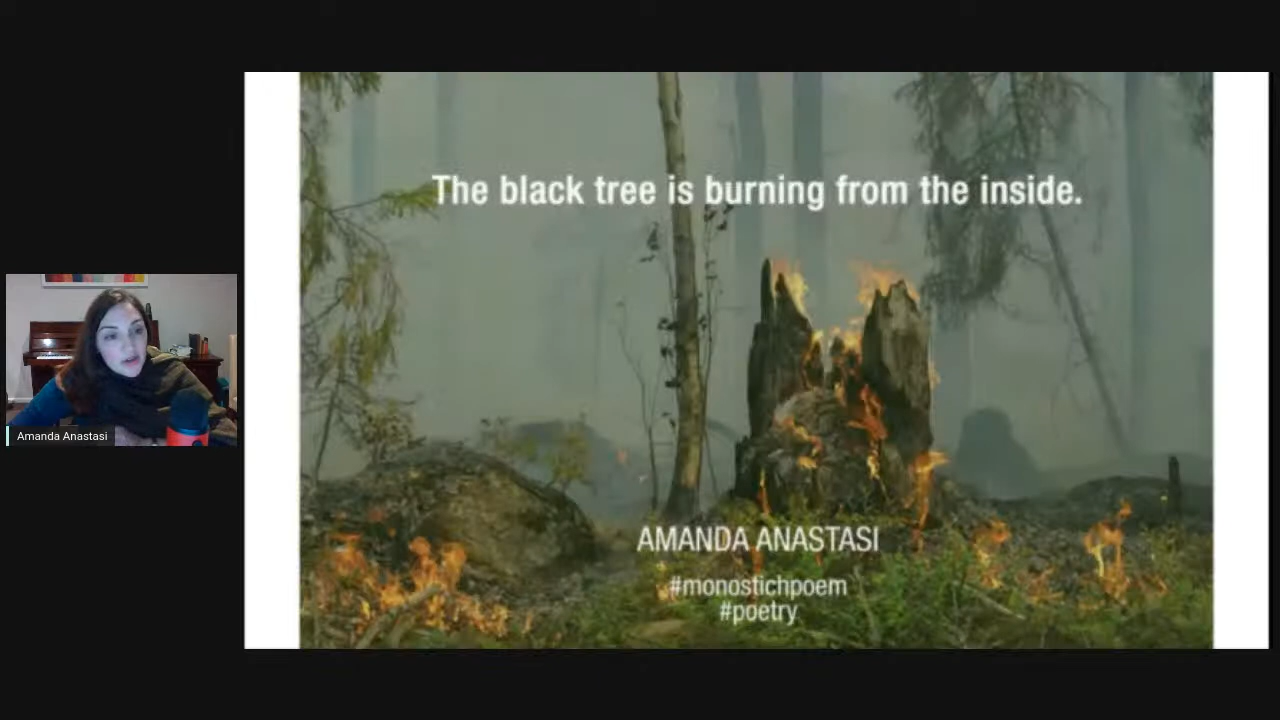 The black tree is burning from the inside.
AMANDA ANASTASI
#monostichpoem
#poetry
Amanda Anastasi